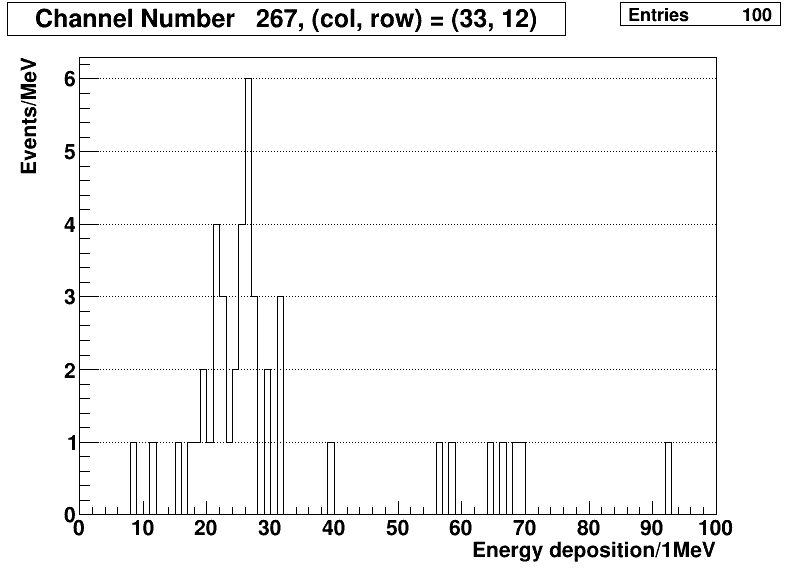 Channel Number 267, (col, row) = (33, 12)
Entries 100
Events/MeV
6
5
4
3
2
1
0
0 10 20 30 40 50 60 70 80 90 100
Energy deposition/1MeV